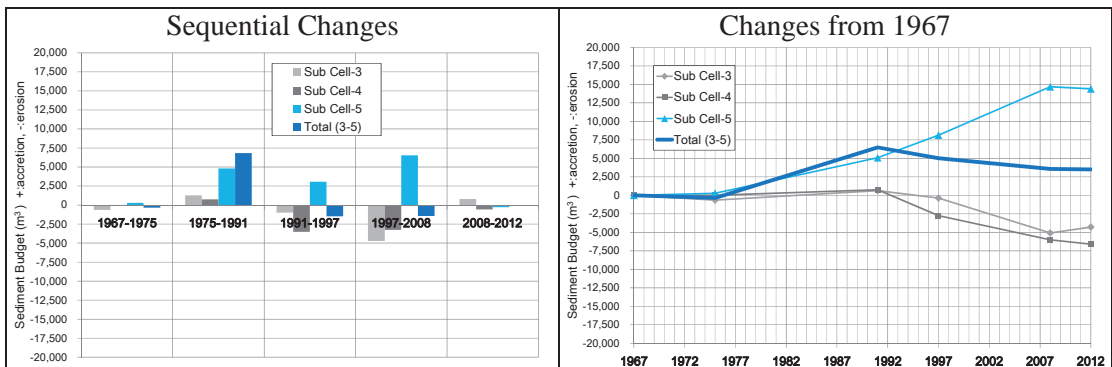 Sequential Changes
Sediment Budget (m³) +:accretion, -:erosion
20,000
17,500
15,000
12,500
10,000
7,500
5,000
2,500
0
-2,500
-5,000
-7,500
-10,000
-12,500
-15,000
-17,500
-20,000
Sub Cell-3
Sub Cell-4
Sub Cell-5
Total (3-5)
1967-1975 1975-1991 1991-1997 1997-2008 2008-2012
Changes from 1967
Sediment Budget (m³) +:accretion, -:erosion
20,000
17,500
15,000
12,500
10,000
7,500
5,000
2,500
0
-2,500
-5,000
-7,500
-10,000
-12,500
-15,000
-17,500
-20,000
Sub Cell-3
Sub Cell-4
Sub Cell-5
Total (3-5)
1967 1972 1977 1982 1987 1992 1997 2002 2007 2012